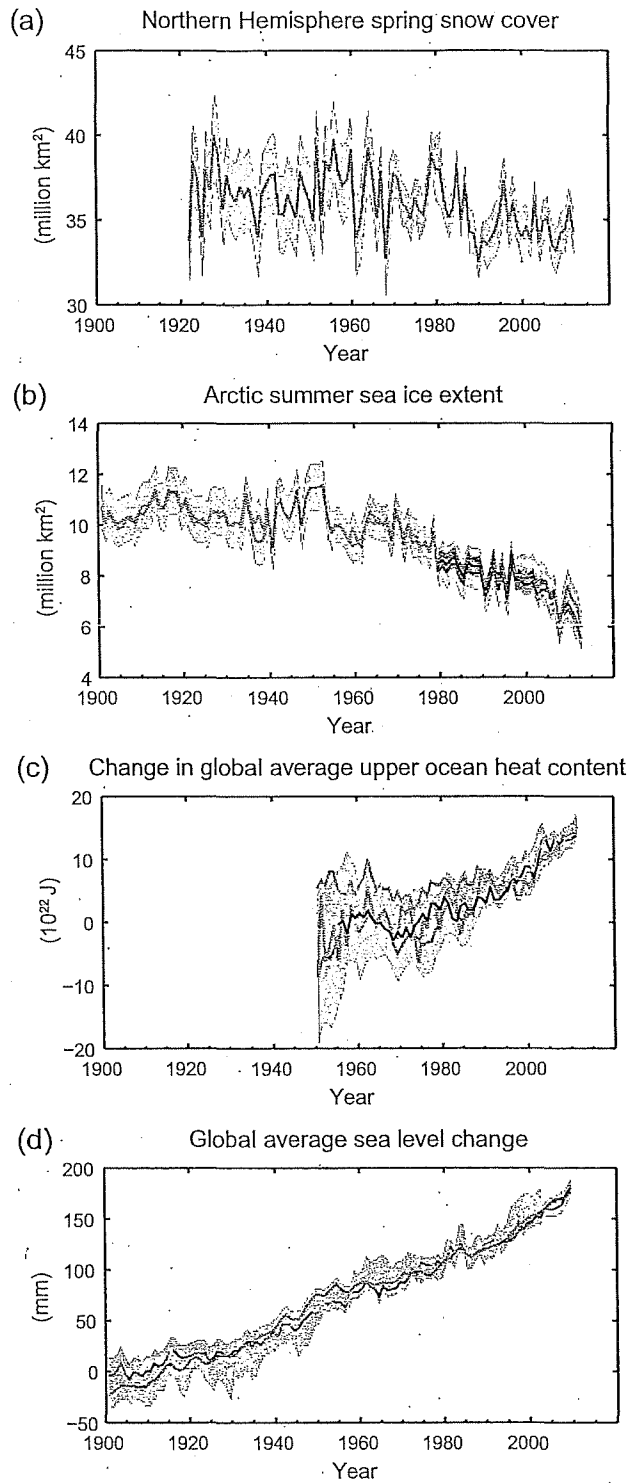 (a) Northern Hemisphere spring snow cover
45
40
35
30
(million km²)
1900 1920 1940 1960 1980 2000
Year
(b) Arctic summer sea ice extent
14
12
10
8
6
4
(million km²)
1900 1920 1940 1960 1980 2000
Year
(c) Change in global average upper ocean heat content
20
10
0
−10
−20
(10²² J)
1900 1920 1940 1960 1980 2000
Year
(d) Global average sea level change
200
150
100
50
0
−50
(mm)
1900 1920 1940 1960 1980 2000
Year